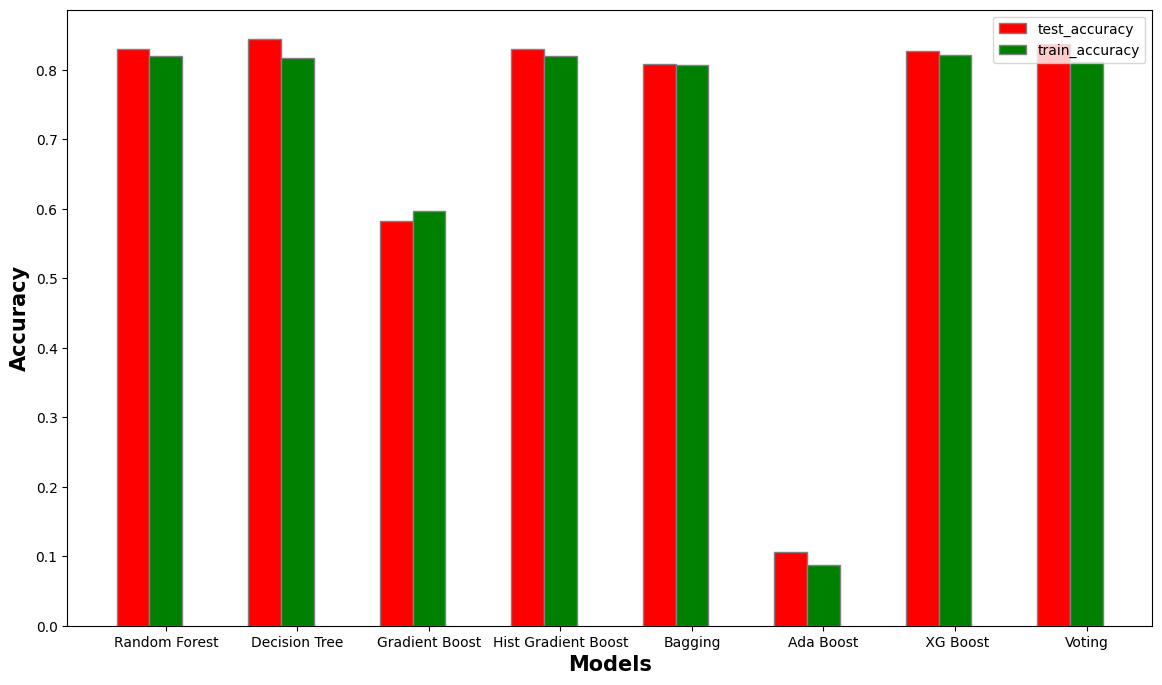 test_accuracy
train_accuracy
Accuracy
0.8
0.7
0.6
0.5
0.4
0.3
0.2
0.1
0.0
Random Forest Decision Tree Gradient Boost Hist Gradient Boost Bagging Ada Boost XG Boost Voting
Models